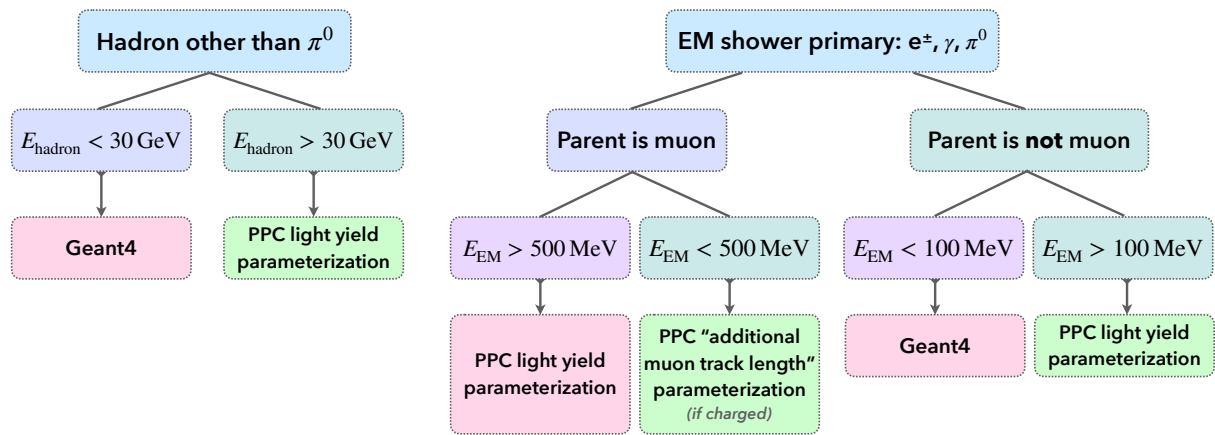 Hadron other than π⁰
E_hadron < 30 GeV
E_hadron > 30 GeV
Geant4
PPC light yield
parameterization
EM shower primary: e±, γ, π⁰
Parent is muon
Parent is not muon
E_EM > 500 MeV
E_EM < 500 MeV
E_EM < 100 MeV
E_EM > 100 MeV
PPC light yield
parameterization
PPC “additional
muon track length”
parameterization
(if charged)
Geant4
PPC light yield
parameterization